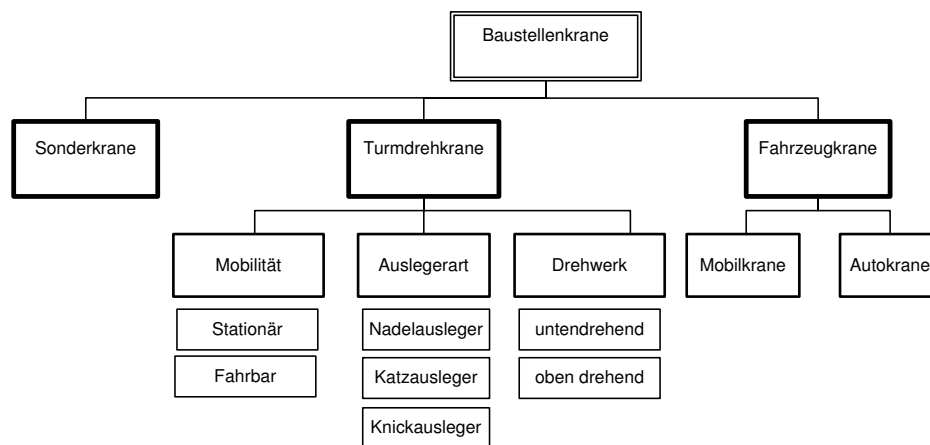 Baustellenkrane
Sonderkrane
Turmdrehkrane
Fahrzeugkrane
Mobilität
Auslegerart
Drehwerk
Mobilkrane
Autokrane
Stationär
Nadelausleger
untendrehend
Fahrbar
Katzausleger
oben drehend
Knickausleger